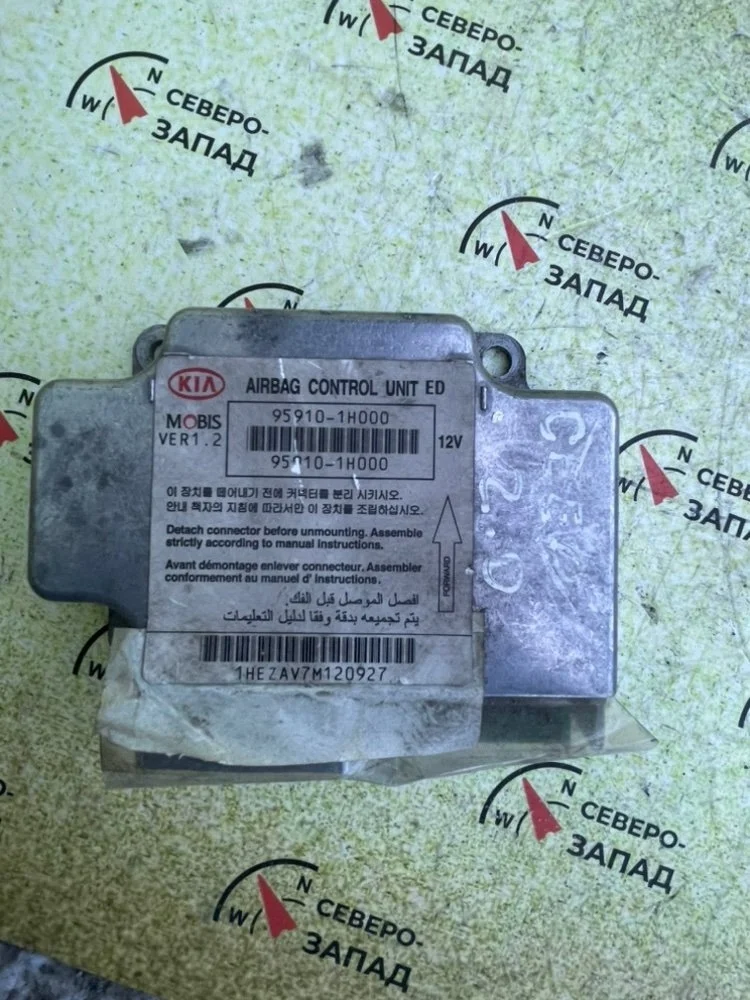 СЕВЕРО-
ЗАПАД
W
N
СЕВЕРО-
ЗАПАД
W
N
СЕВЕРО-
ЗАПАД
W
N
KIA
AIRBAG CONTROL UNIT ED
MOBIS
VER1.2
95910-1H000
95910-1H000
12V
이 장치를 떼어내기 전에 커넥터를 분리 시키시오.
안내 책자의 지침에 따라서만 이 장치를 조립하십시오.
Detach connector before unmounting. Assemble
strictly according to manual instructions.
Avant démontage enlever connecteur. Assembler
conformement au manuel d' instructions.
افصل الموصل قبل الفك.
يتم تجميعه بدقة وفقا لدليل التعليمات
FORWARD
1HEZAV7M120927
2.0
W
N
СЕВЕРО-
ЗАПАД
W
N
СЕВЕРО-
ЗАПАД